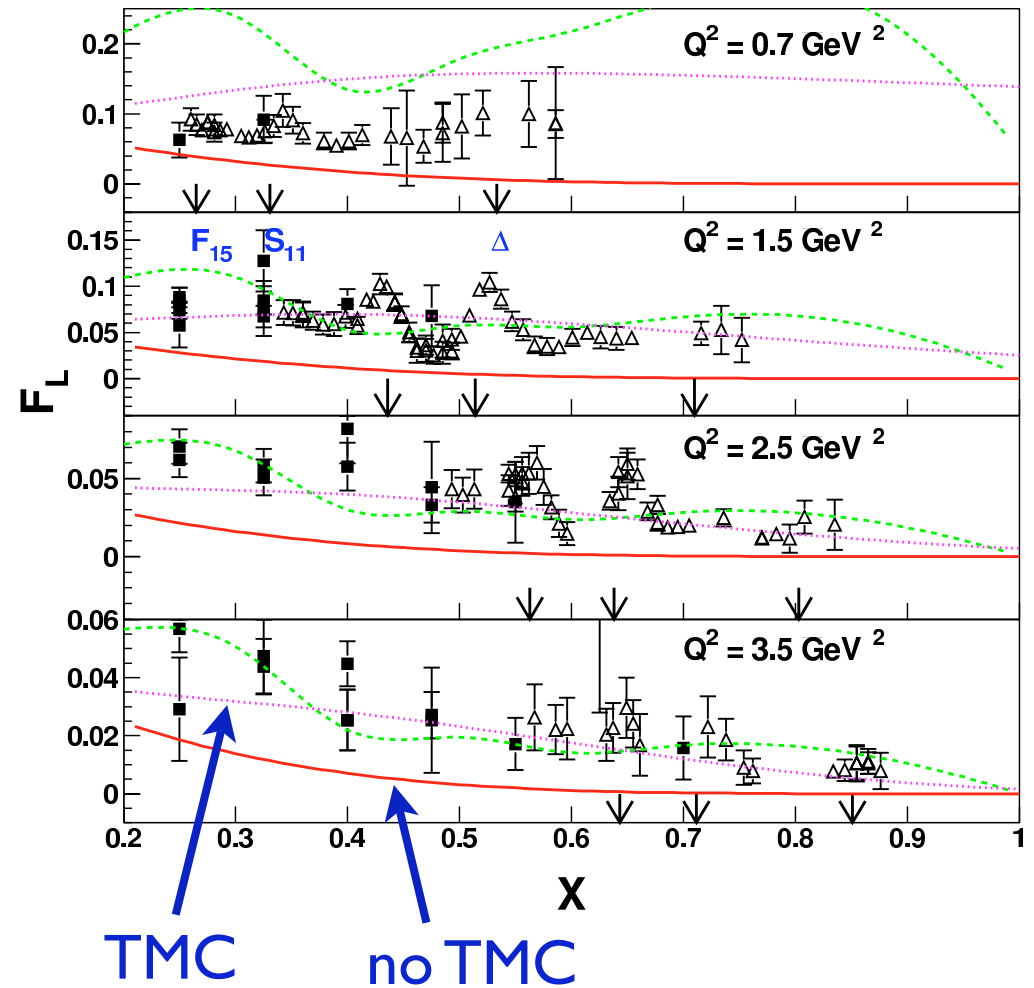 Q² = 0.7 GeV ²
0.2
0.1
0
F₁₅ S₁₁ Δ
Q² = 1.5 GeV ²
0.15
0.1
0.05
0
F_L
Q² = 2.5 GeV ²
0.05
0
Q² = 3.5 GeV ²
0.06
0.04
0.02
0
0.2 0.3 0.4 0.5 0.6 0.7 0.8 0.9 1
X
TMC
no TMC